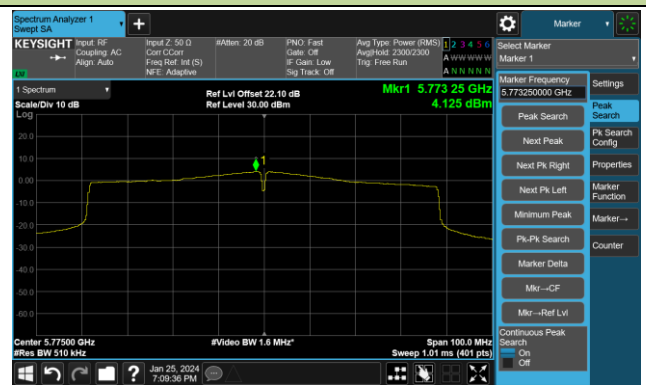 Spectrum Analyzer 1
Swept SA
Marker
KEYSIGHT
Input: RF
Coupling: AC
Align: Auto
Input Z: 50 Ω
Corr CCorr
Freq Ref: Int (S)
NFE: Adaptive
#Atten: 20 dB
PNO: Fast
Gate: Off
IF Gain: Low
Sig Track: Off
Avg Type: Power (RMS)
Avg|Hold: 2300/2300
Trig: Free Run
1 2 3 4 5 6
A W W W W W
A N N N N N
Select Marker
Marker 1
1 Spectrum
Scale/Div 10 dB
Log
Ref Lvl Offset 22.10 dB
Ref Level 30.00 dBm
Mkr1 5.773 25 GHz
4.125 dBm
20.0
10.0
0.00
-10.0
-20.0
-30.0
-40.0
-50.0
-60.0
1
Center 5.77500 GHz
#Res BW 510 kHz
#Video BW 1.6 MHz*
Span 100.0 MHz
Sweep 1.01 ms (401 pts)
Marker Frequency
5.773250000 GHz
Peak Search
Next Peak
Next Pk Right
Next Pk Left
Minimum Peak
Pk-Pk Search
Marker Delta
Mkr→CF
Mkr→Ref Lvl
Continuous Peak
Search
On
Off
Settings
Peak
Search
Pk Search
Config
Properties
Marker
Function
Marker→
Counter
Jan 25, 2024
7:09:36 PM